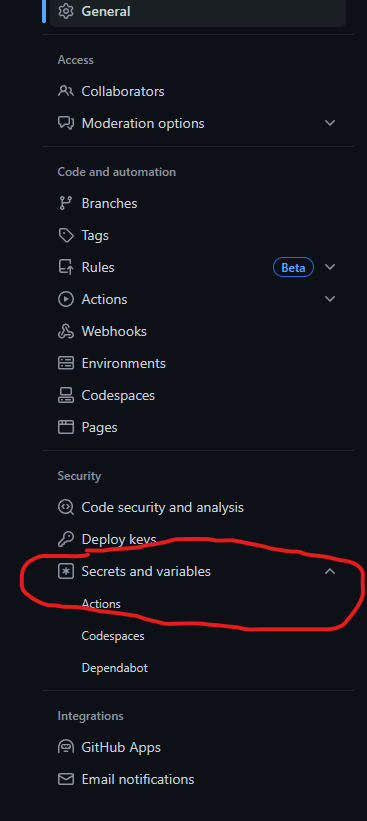 General
Access
Collaborators
Moderation options
Code and automation
Branches
Tags
Rules Beta
Actions
Webhooks
Environments
Codespaces
Pages
Security
Code security and analysis
Deploy keys
Secrets and variables
Actions
Codespaces
Dependabot
Integrations
GitHub Apps
Email notifications